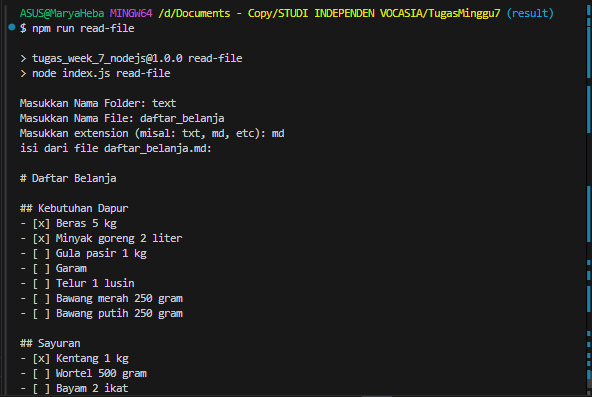 ASUS@MaryaHeba MINGW64 /d/Documents - Copy/STUDI INDEPENDEN VOCASIA/TugasMinggu7 (result)
$ npm run read-file
> tugas_week_7_nodejs@1.0.0 read-file
> node index.js read-file
Masukkan Nama Folder: text
Masukkan Nama File: daftar_belanja
Masukkan extension (misal: txt, md, etc): md
isi dari file daftar_belanja.md:
# Daftar Belanja
## Kebutuhan Dapur
- [x] Beras 5 kg
- [x] Minyak goreng 2 liter
- [ ] Gula pasir 1 kg
- [ ] Garam
- [ ] Telur 1 lusin
- [ ] Bawang merah 250 gram
- [ ] Bawang putih 250 gram
## Sayuran
- [x] Kentang 1 kg
- [ ] Wortel 500 gram
- [ ] Bayam 2 ikat